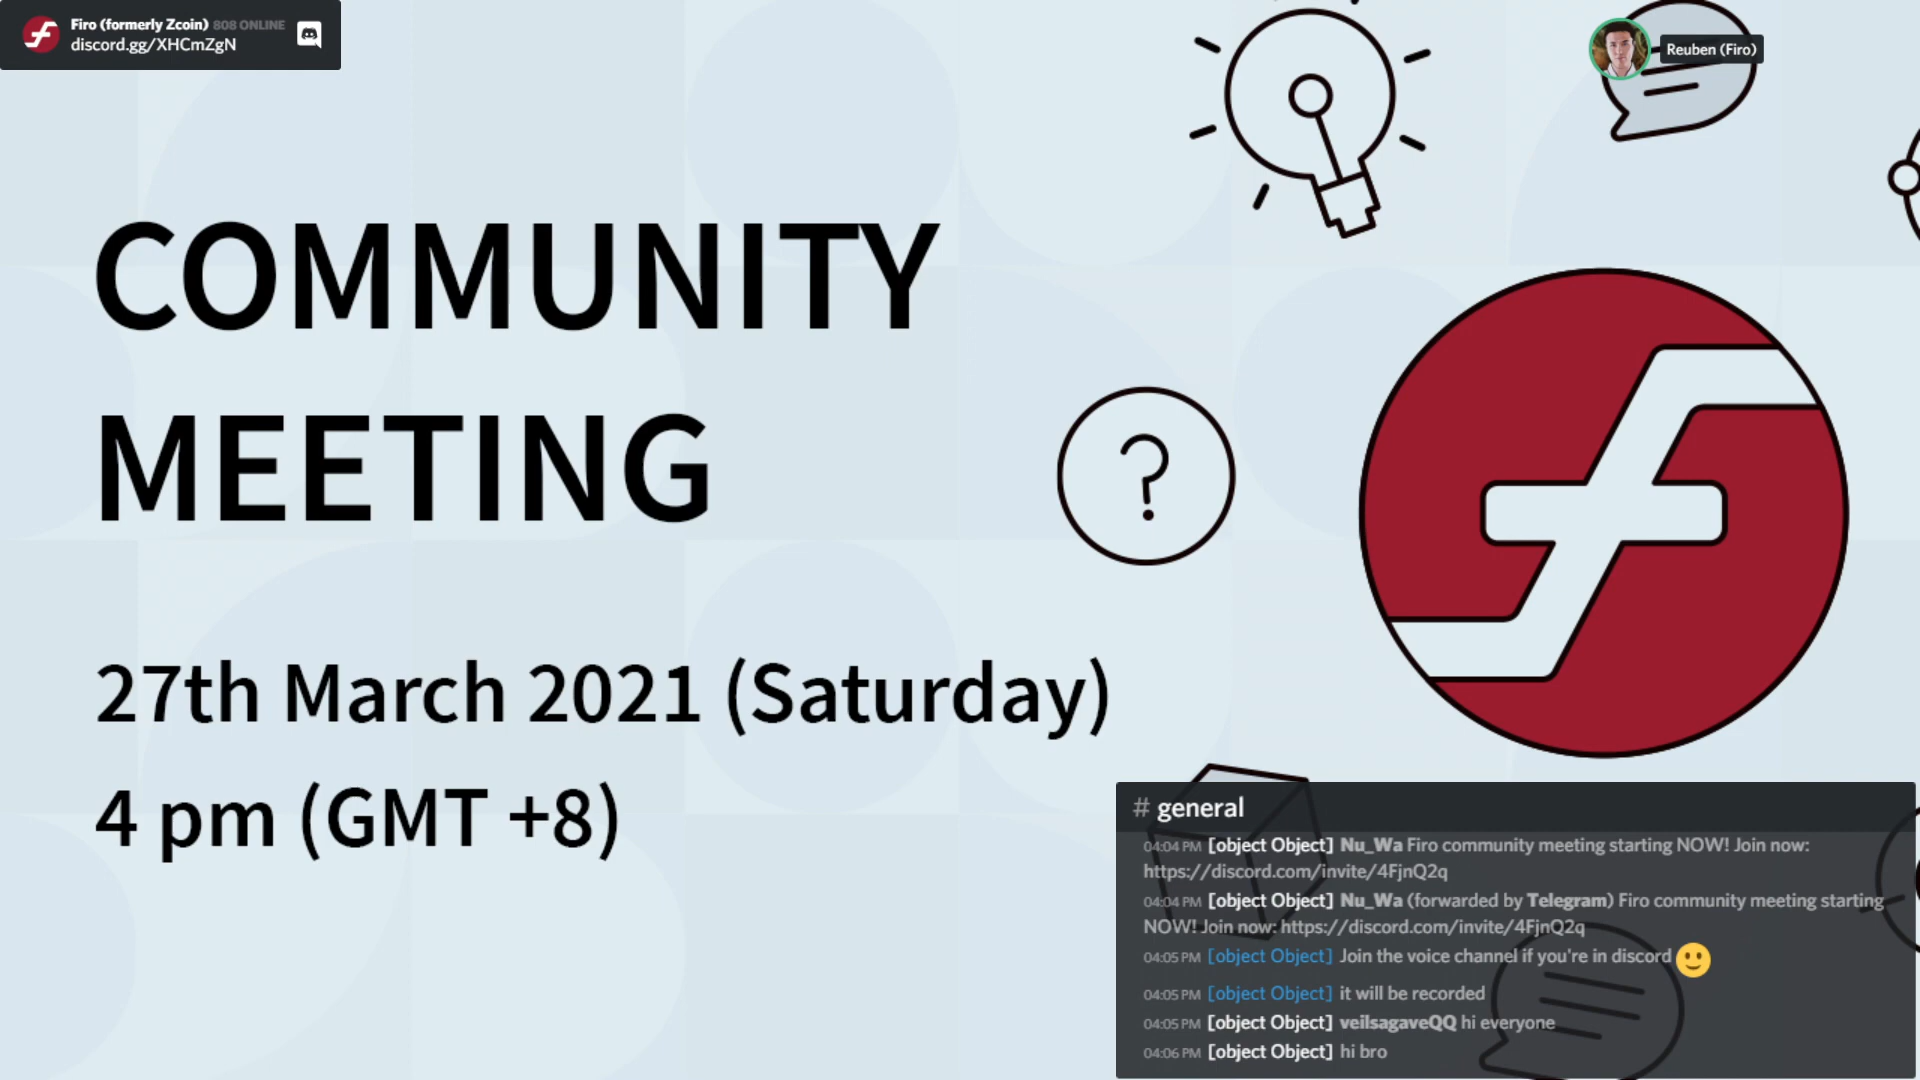 Firo (formerly Zcoin) 808 ONLINE
discord.gg/XHCmZgN
Reuben (Firo)
COMMUNITY
MEETING
?
27th March 2021 (Saturday)
4 pm (GMT +8)
# general
04:04 PM [object Object] Nu_Wa Firo community meeting starting NOW! Join now:
https://discord.com/invite/4FjnQ2q
04:04 PM [object Object] Nu_Wa (forwarded by Telegram) Firo community meeting starting
NOW! Join now: https://discord.com/invite/4FjnQ2q
04:05 PM [object Object] Join the voice channel if you're in discord 🙂
04:05 PM [object Object] it will be recorded
04:05 PM [object Object] veilsagaveQQ hi everyone
04:06 PM [object Object] hi bro